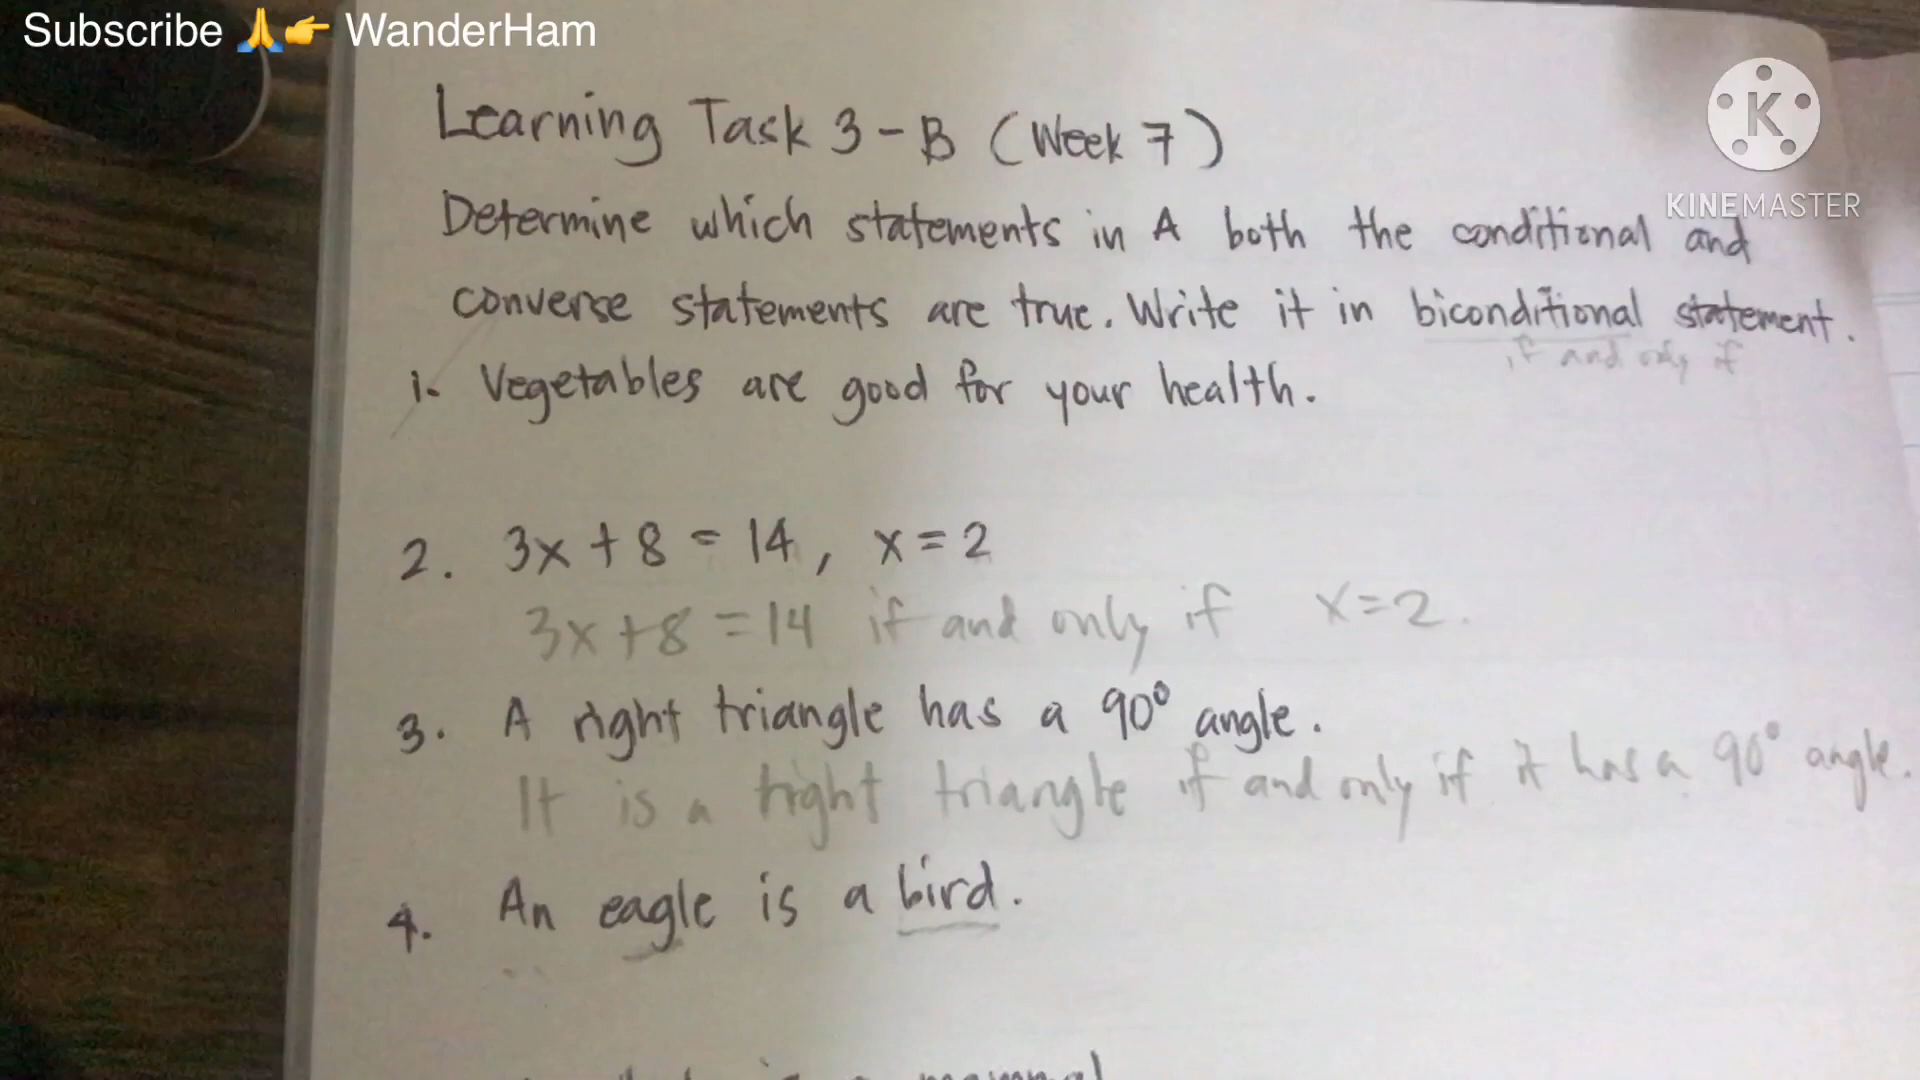 Subscribe 🙏👉 WanderHam
K
KINEMASTER
Learning Task 3-B (Week 7)
Determine which statements in A both the conditional and
converse statements are true. Write it in biconditional statement.
if and only if
1. Vegetables are good for your health.
2. 3x + 8 = 14, x = 2
3x + 8 = 14 if and only if x = 2.
3. A right triangle has a 90° angle.
It is a right triangle if and only if it has a 90° angle.
4. An eagle is a bird.